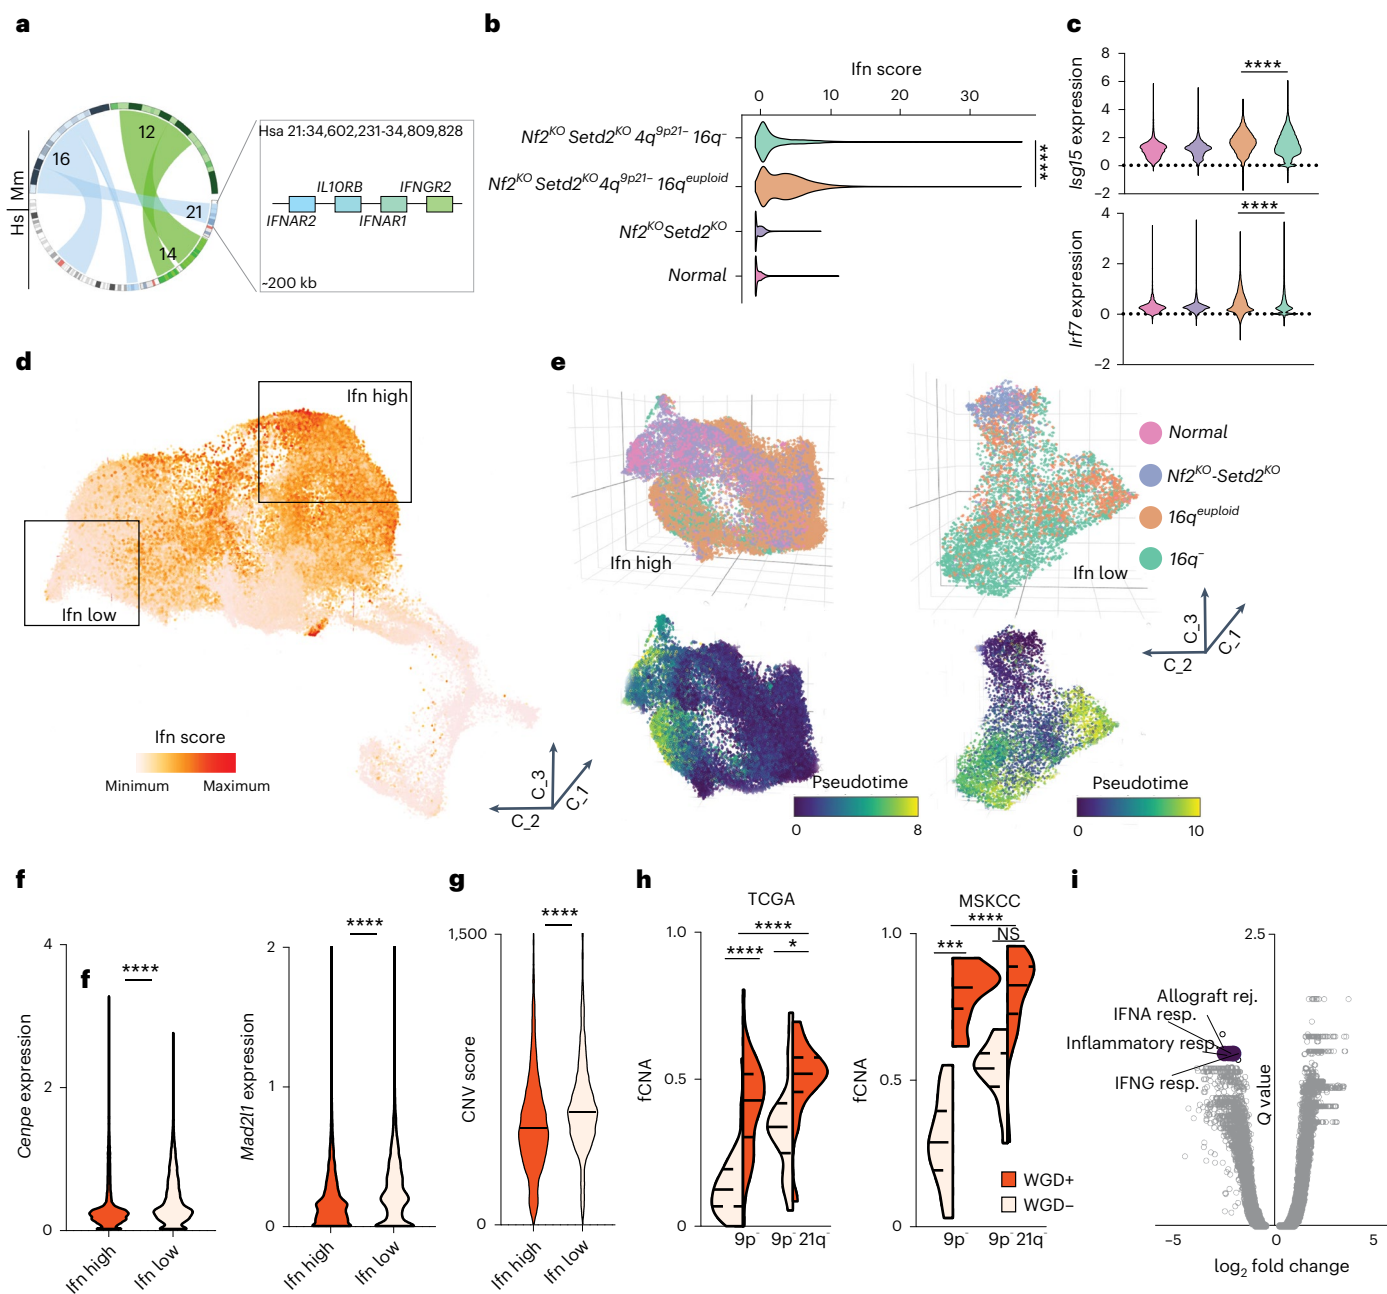 a
Hs | Mm
16
12
21
14
Hsa 21:34,602,231-34,809,828
IL10RB
IFNGR2
IFNAR2
IFNAR1
~200 kb
b
Ifn score
0 10 20 30
Nf2KO Setd2KO 4q9p21– 16q–
Nf2KO Setd2KO 4q9p21– 16qeuploid
Nf2KO Setd2KO
Normal
****
c
Isg15 expression
8
6
4
2
0
–2
****
Irf7 expression
4
2
0
–2
****
d
Ifn high
Ifn low
Ifn score
Minimum Maximum
C_3
C_1
C_2
e
Ifn high
Ifn low
Normal
Nf2KO-Setd2KO
16qeuploid
16q–
C_3
C_1
C_2
Pseudotime
0 8
Pseudotime
0 10
f
f
Cenpe expression
4
2
0
****
Ifn high
Ifn low
Mad2l1 expression
2
1
0
****
Ifn high
Ifn low
g
CNV score
1,500
0
****
Ifn high
Ifn low
h
TCGA
fCNA
1.0
0.5
0
****
****
*
9p–
9p–21q–
MSKCC
fCNA
1.0
0.5
0
****
***
NS
WGD+
WGD–
9p–
9p–21q–
i
2.5
Allograft rej.
IFNA resp.
Inflammatory resp.
IFNG resp.
Q value
–5 0 5
log2 fold change